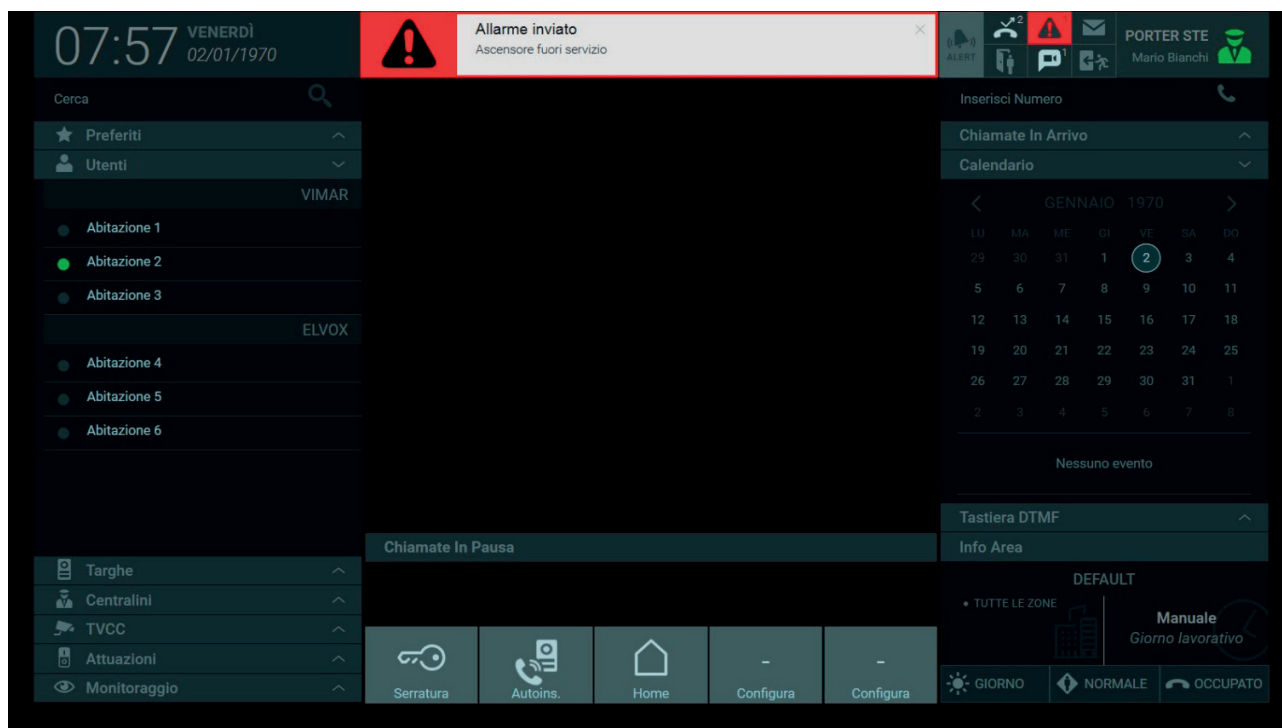 07:57
VENERDÌ
02/01/1970
Cerca
Preferiti
Utenti
VIMAR
Abitazione 1
Abitazione 2
Abitazione 3
ELVOX
Abitazione 4
Abitazione 5
Abitazione 6
Targhe
Centralini
TVCC
Attuazioni
Monitoraggio
Allarme inviato
Ascensore fuori servizio
Chiamate In Pausa
Serratura
Autoins.
Home
-
Configura
-
Configura
ALERT
2
1
1
PORTER STE
Mario Bianchi
Inserisci Numero
Chiamate In Arrivo
Calendario
GENNAIO 1970
LU MA ME GI VE SA DO
29 30 31 1 2 3 4
5 6 7 8 9 10 11
12 13 14 15 16 17 18
19 20 21 22 23 24 25
26 27 28 29 30 31 1
2 3 4 5 6 7 8
Nessuno evento
Tastiera DTMF
Info Area
DEFAULT
• TUTTE LE ZONE
Manuale
Giorno lavorativo
GIORNO
NORMALE
OCCUPATO